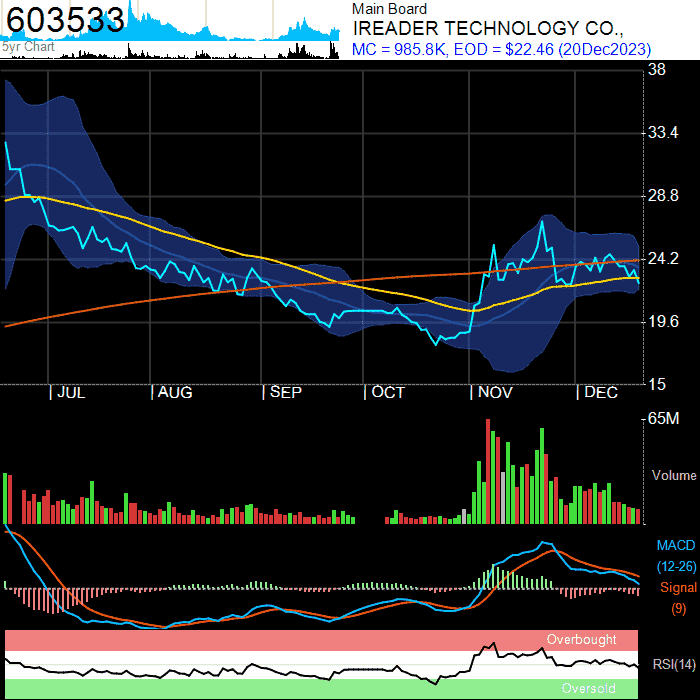 603533
5yr Chart
Main Board
IREADER TECHNOLOGY CO.,
MC = 985.8K, EOD = $22.46 (20Dec2023)
38
33.4
28.8
24.2
19.6
15
| JUL | AUG | SEP | OCT | NOV | DEC
65M
Volume
MACD
(12-26)
Signal
(9)
Overbought
RSI(14)
Oversold